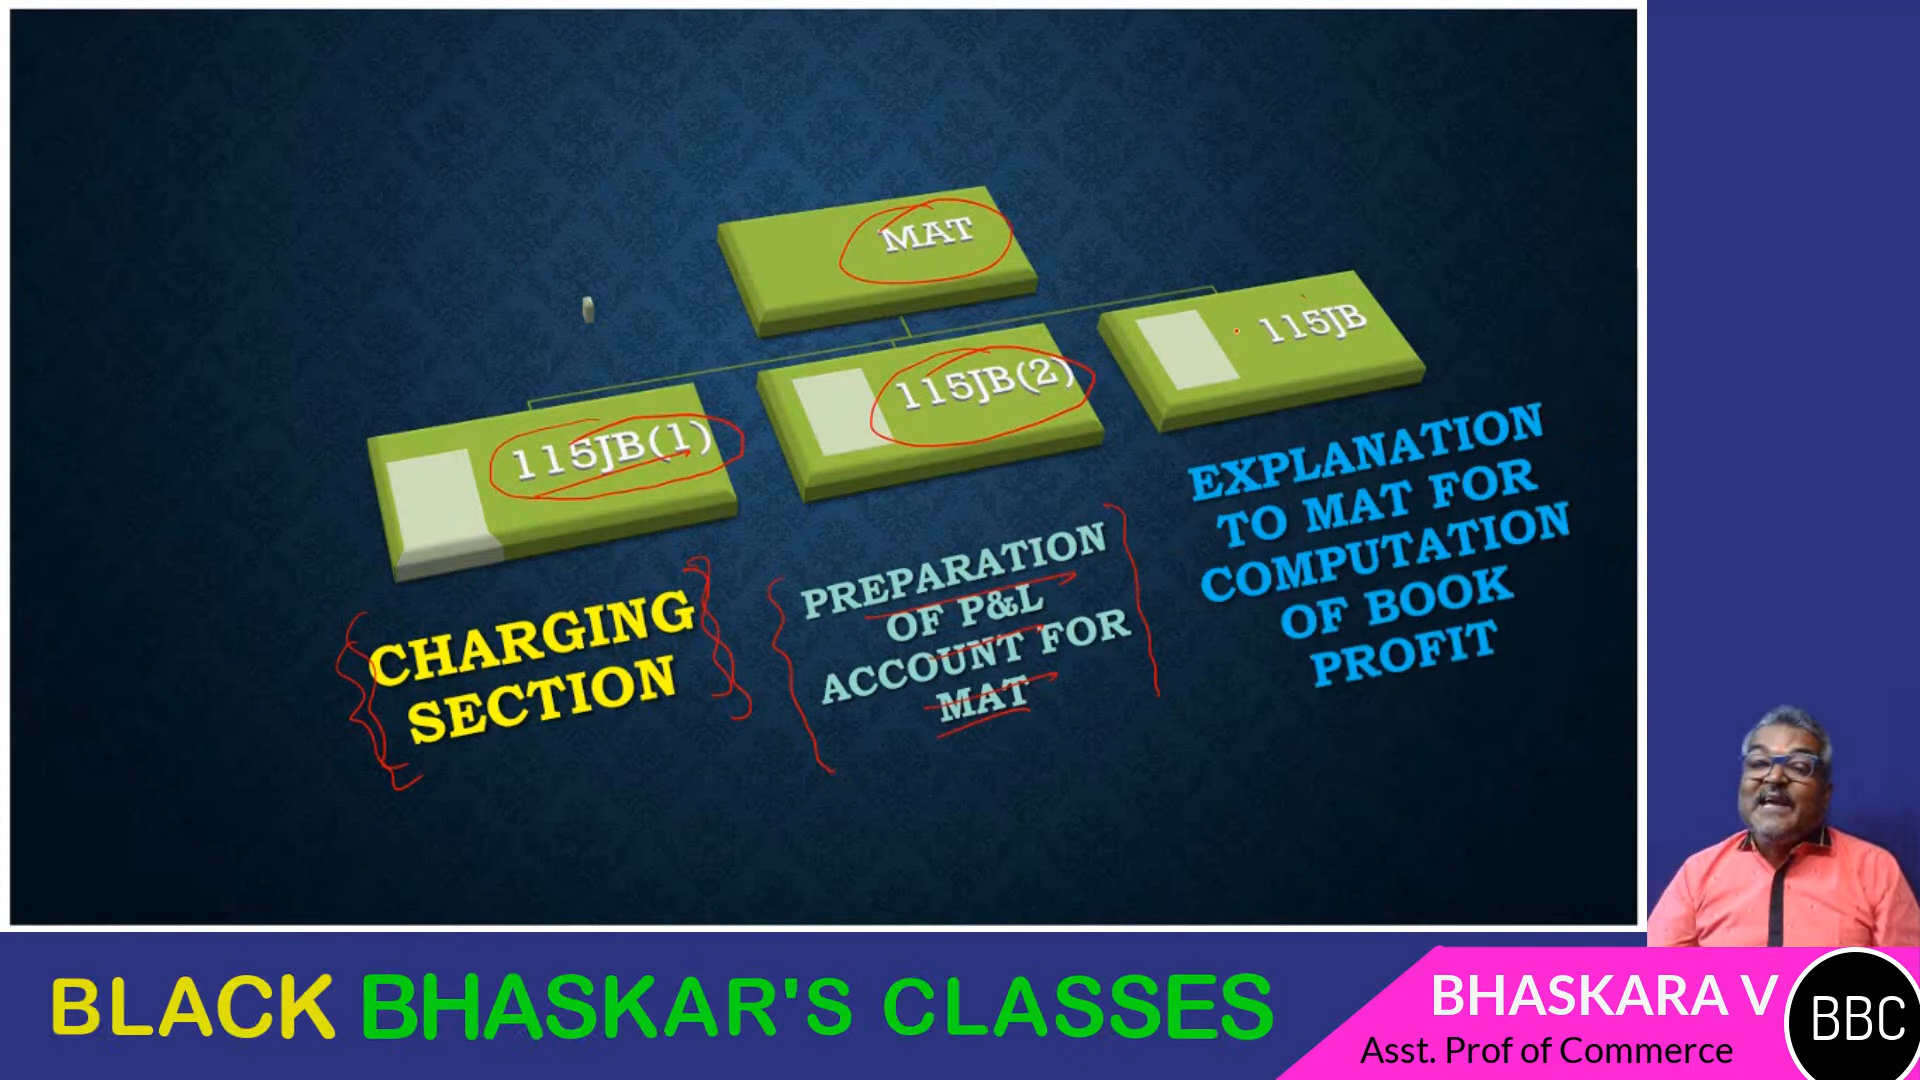 MAT
115JB(1)
115JB(2)
115JB
CHARGING
SECTION
PREPARATION
OF P&L
ACCOUNT FOR
MAT
EXPLANATION
TO MAT FOR
COMPUTATION
OF BOOK
PROFIT
BLACK BHASKAR'S CLASSES
BHASKARA V
Asst. Prof of Commerce
BBC